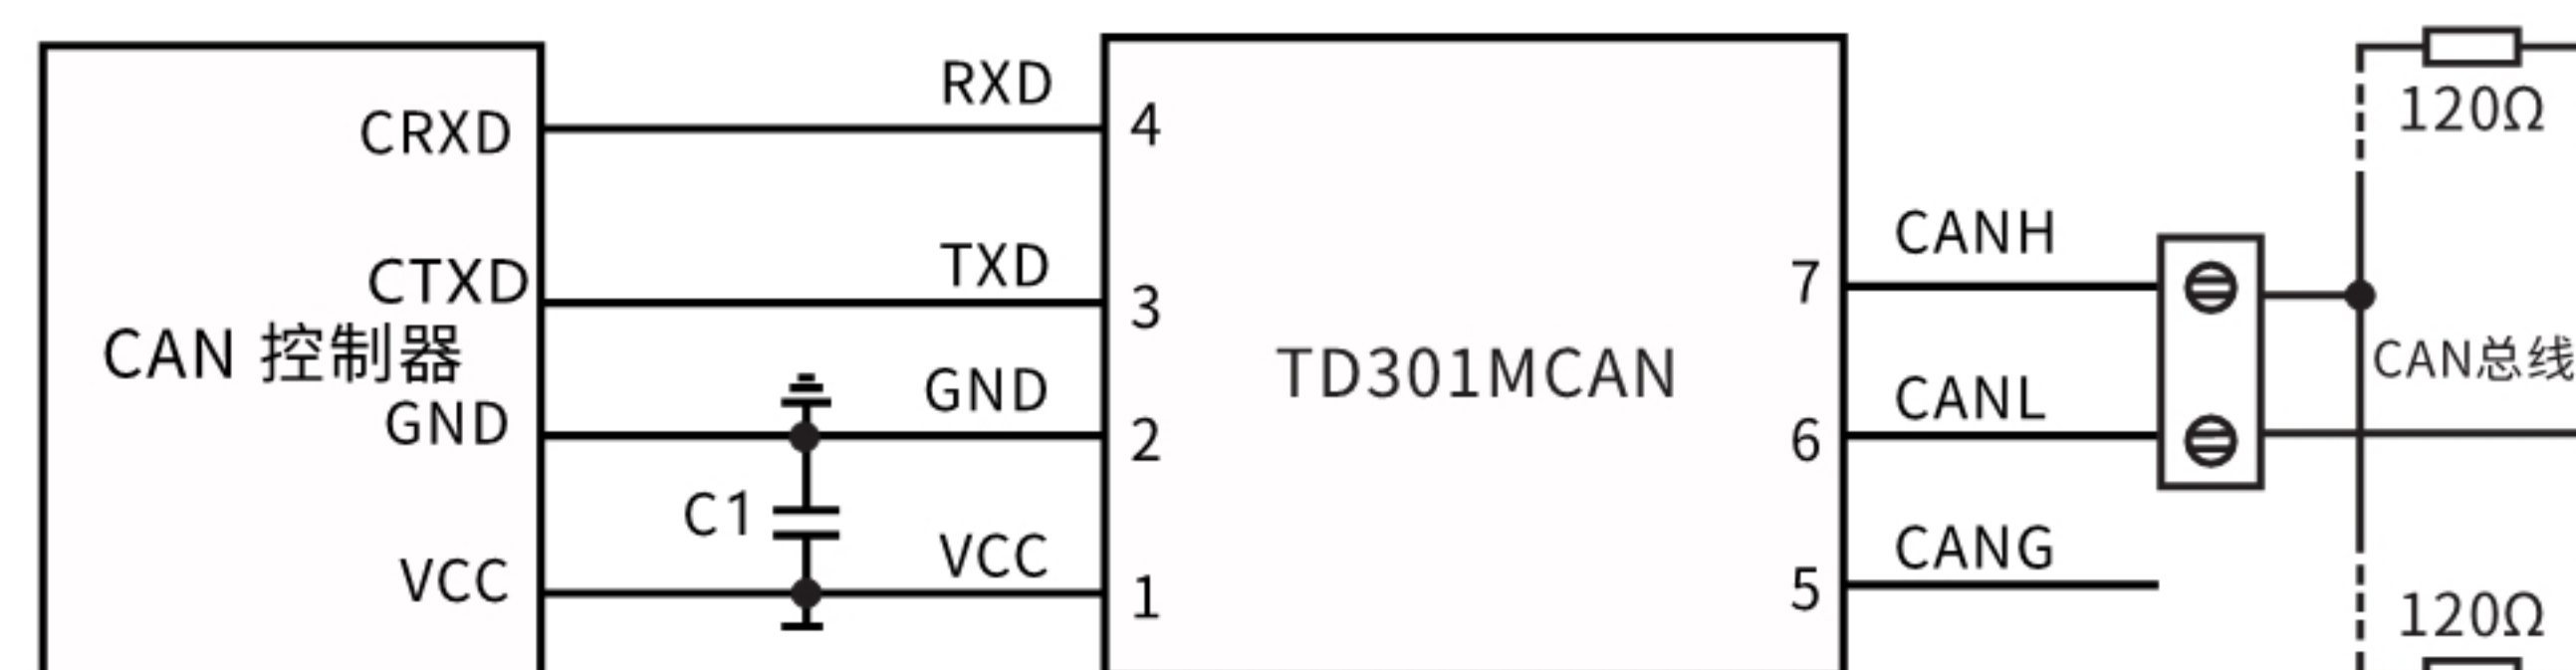 CRXD
CTXD
CAN 控制器
GND
VCC
RXD
TXD
GND
C1
VCC
4
3
2
1
TD301MCAN
7
6
5
CANH
CANL
CANG
120Ω
CAN总线
120Ω